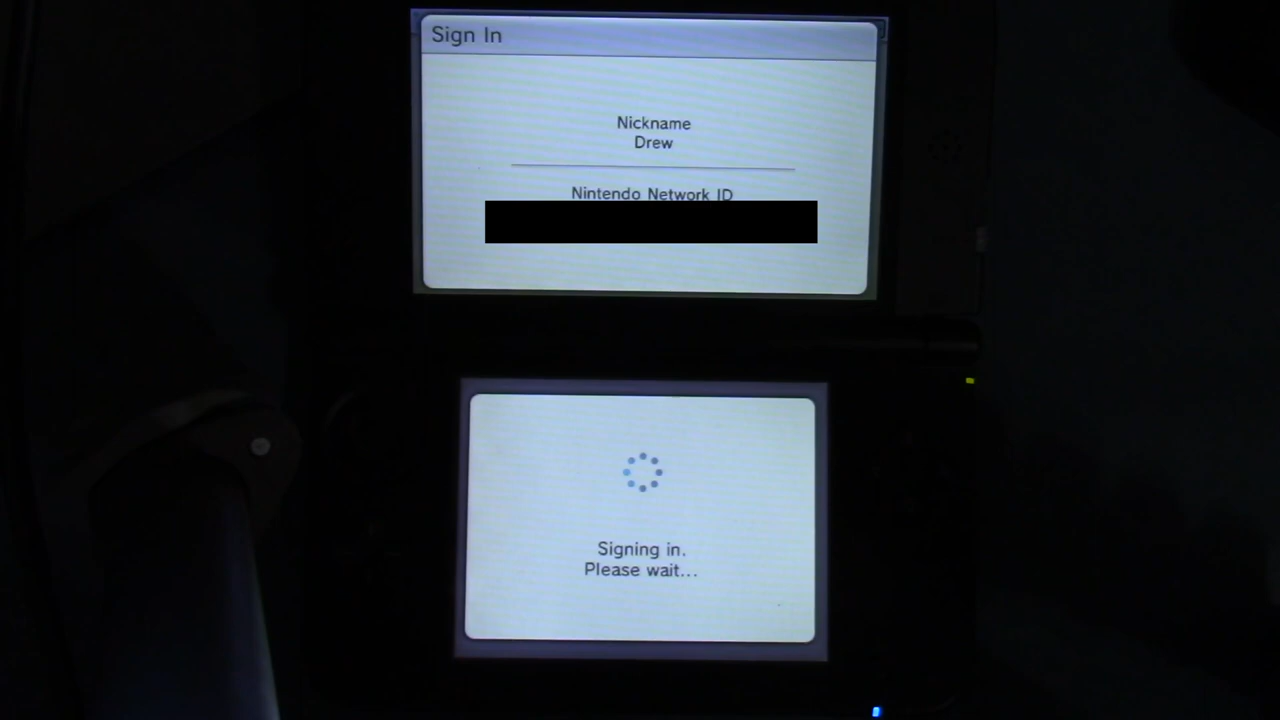 Sign In
Nickname
Drew
Nintendo Network ID
Signing in.
Please wait...